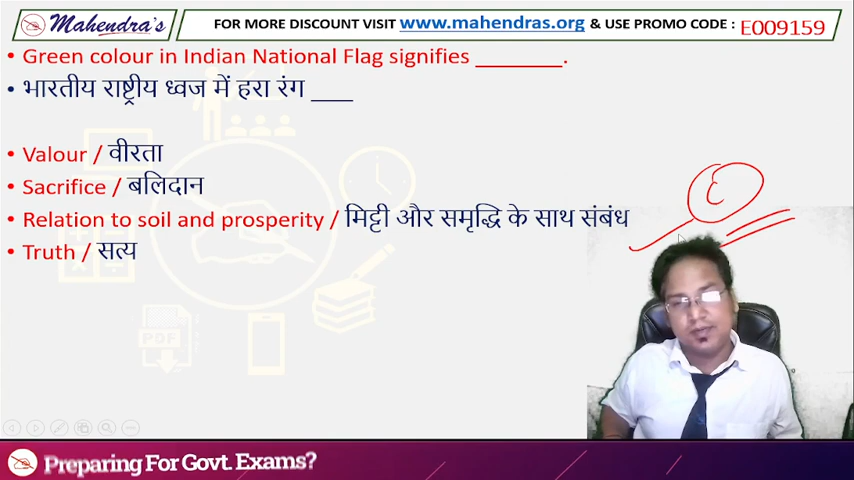 Mahendra's
FOR MORE DISCOUNT VISIT www.mahendras.org & USE PROMO CODE : E009159
• Green colour in Indian National Flag signifies ________.
• भारतीय राष्ट्रीय ध्वज में हरा रंग ____
• Valour / वीरता
• Sacrifice / बलिदान
• Relation to soil and prosperity / मिट्टी और समृद्धि के साथ संबंध
• Truth / सत्य
PDF
Preparing For Govt. Exams?